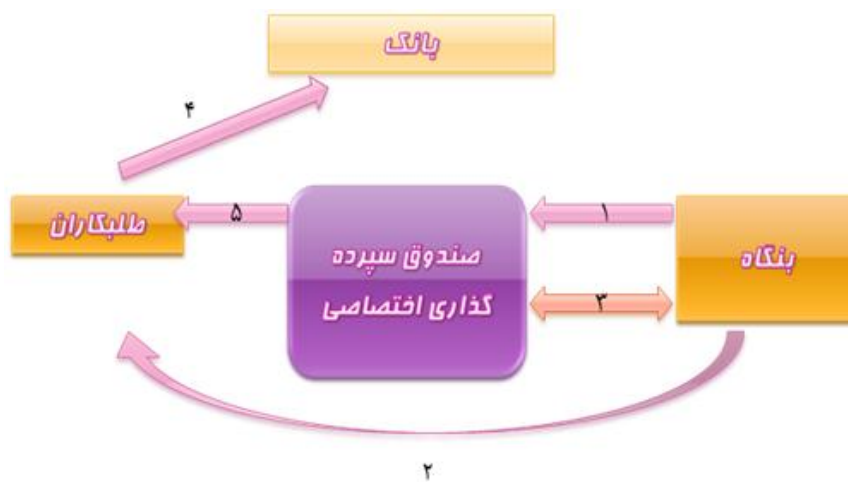 بانک
۴
طلبکاران
۵
صندوق سپرده
گذاری اختصاصی
۱
۳
بنگاه
۲